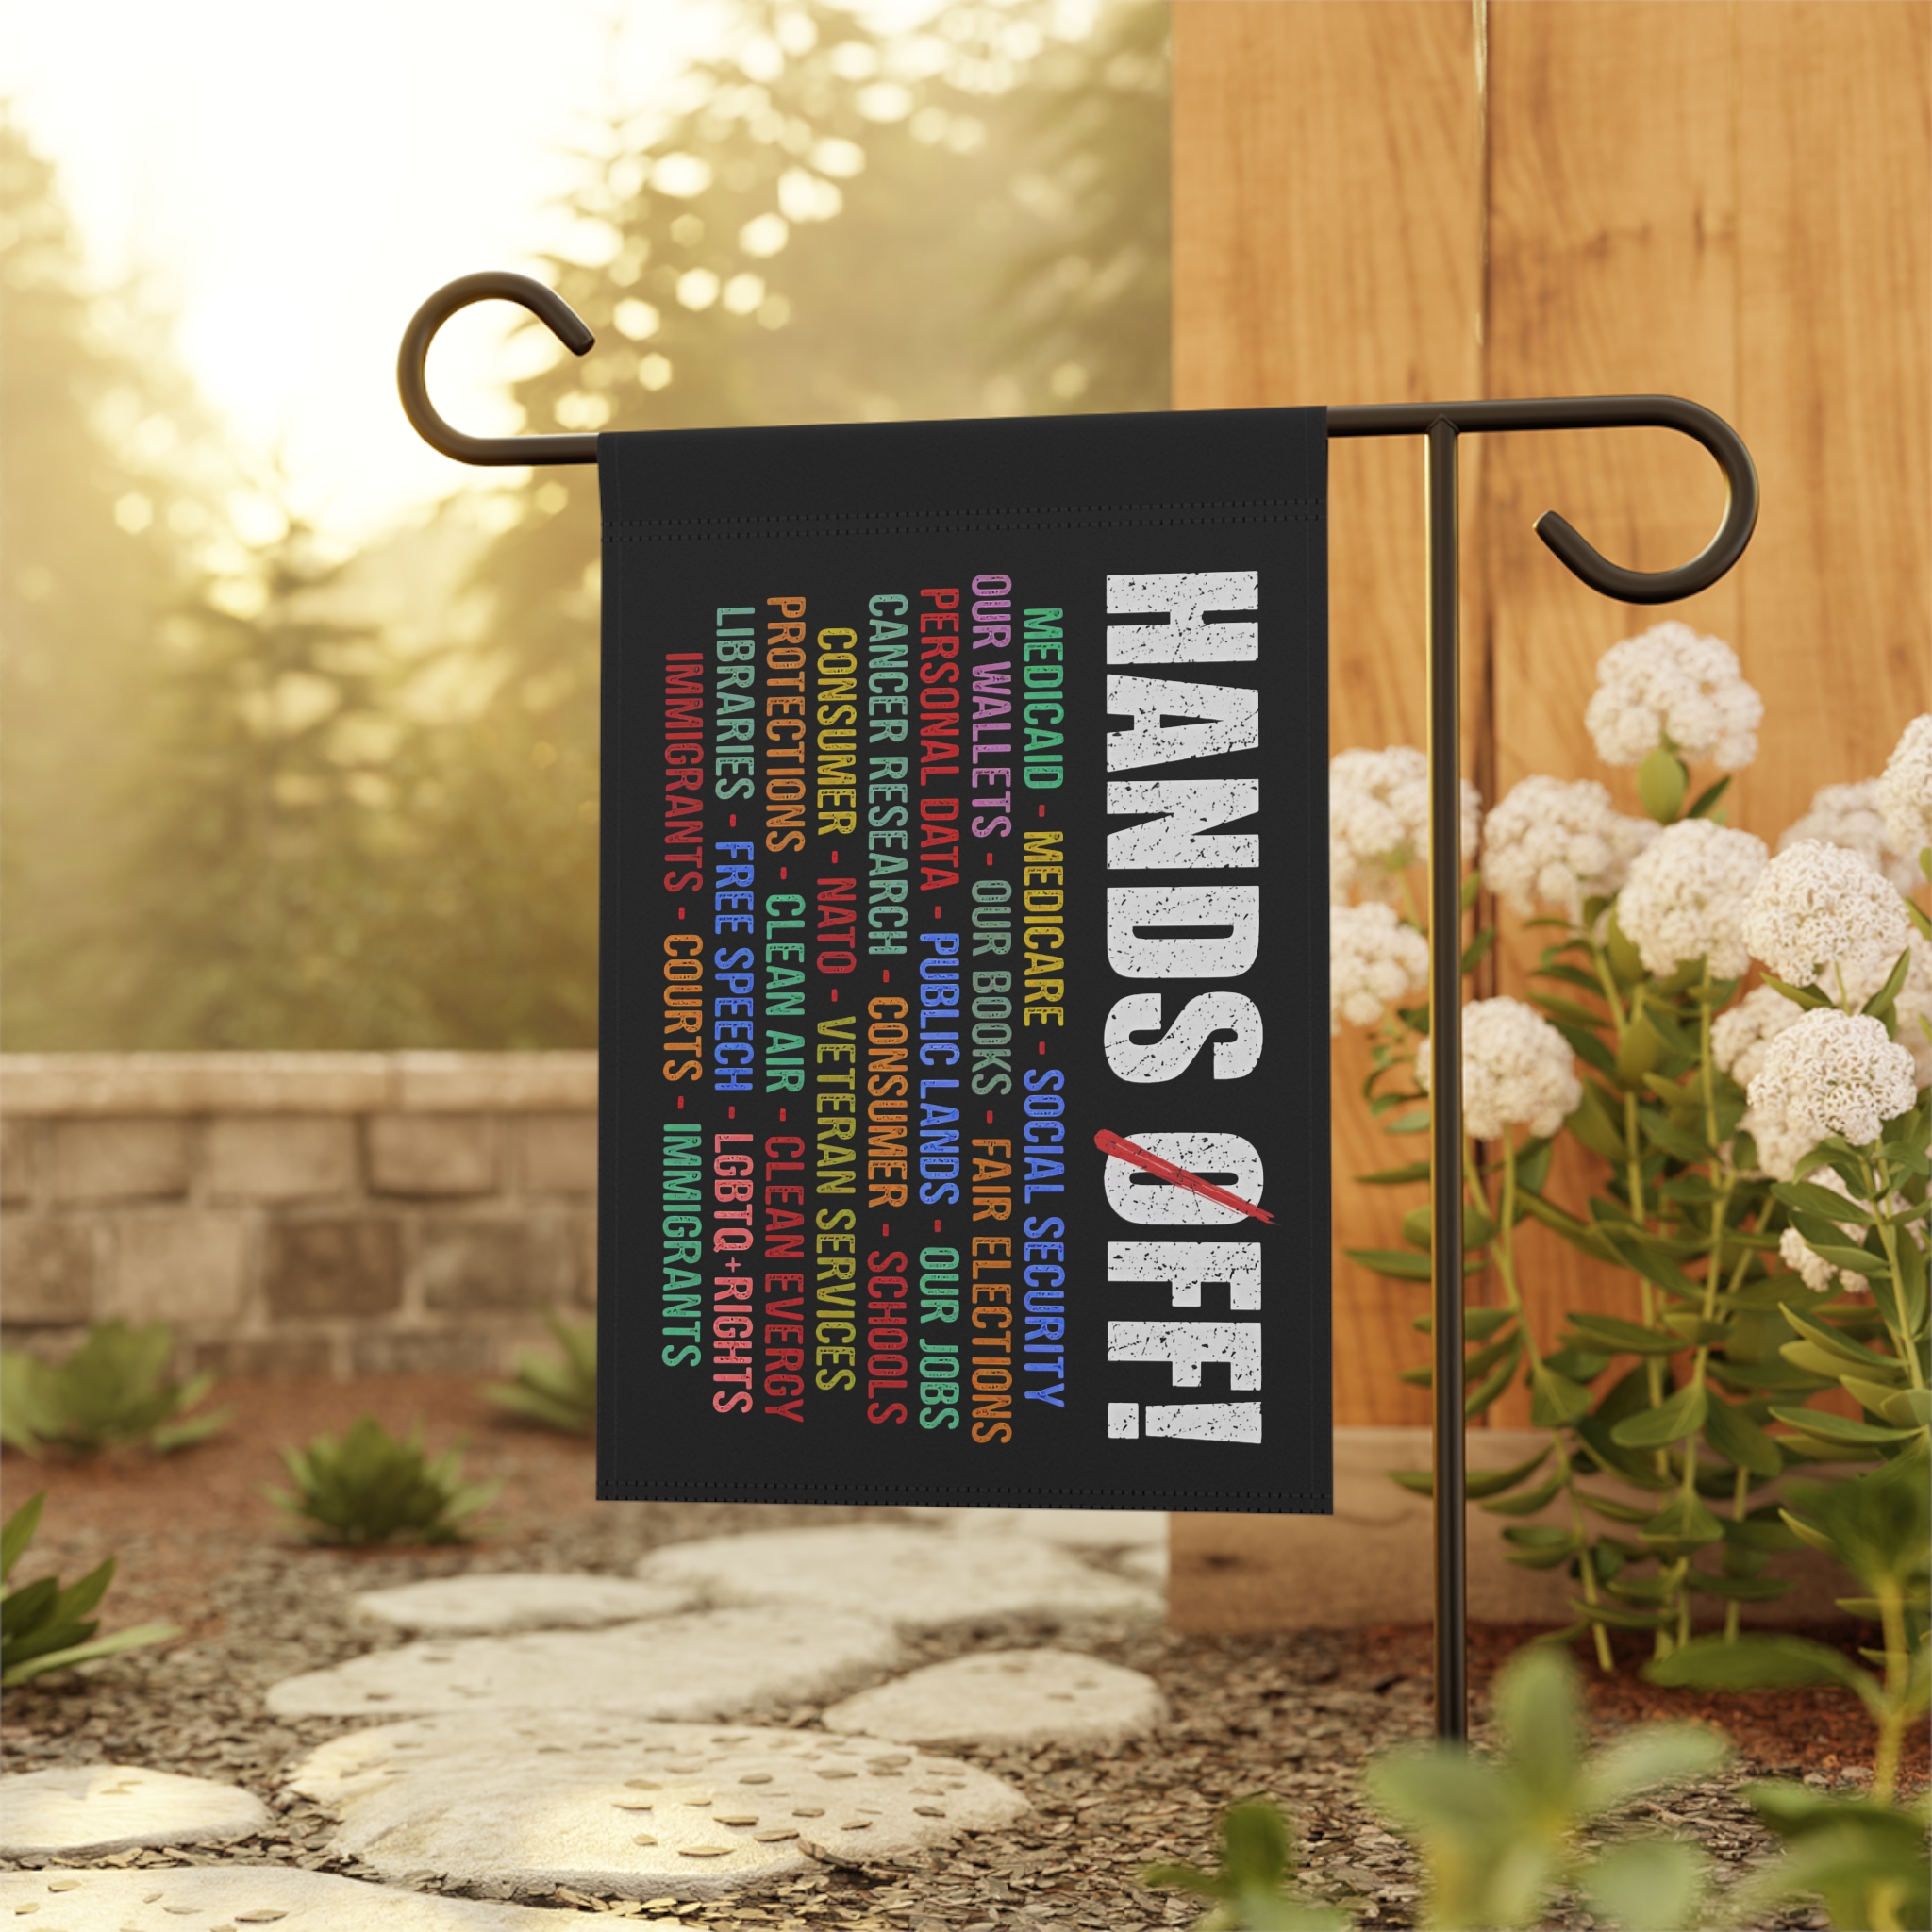 HANDS OFF!
MEDICAID - MEDICARE - SOCIAL SECURITY
OUR WALLETS - OUR BOOKS - FAIR ELECTIONS
PERSONAL DATA - PUBLIC LANDS - OUR JOBS
CANCER RESEARCH - CONSUMER - SCHOOLS
CONSUMER - NATO - VETERAN SERVICES
PROTECTIONS - CLEAN AIR - CLEAN EVERGY
LIBRARIES - FREE SPEECH - LGBTQ+RIGHTS
IMMIGRANTS - COURTS - IMMIGRANTS